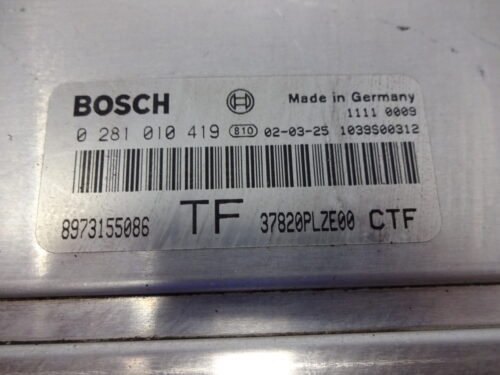 BOSCH Made in Germany
1111 0009
0 281 010 419 810 02-03-25 1039S00312
8973155086 TF 37820PLZE00 CTF